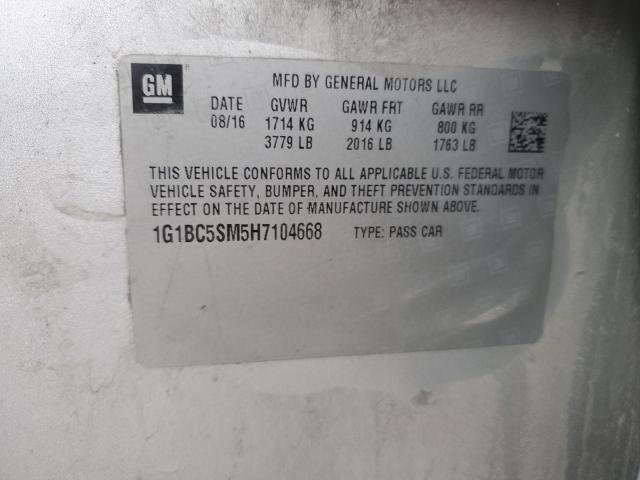 GM
MFD BY GENERAL MOTORS LLC
DATE GVWR GAWR FRT GAWR RR
08/16 1714 KG 914 KG 800 KG
3779 LB 2016 LB 1763 LB
THIS VEHICLE CONFORMS TO ALL APPLICABLE U.S. FEDERAL MOTOR
VEHICLE SAFETY, BUMPER, AND THEFT PREVENTION STANDARDS IN
EFFECT ON THE DATE OF MANUFACTURE SHOWN ABOVE.
1G1BC5SM5H7104668 TYPE: PASS CAR